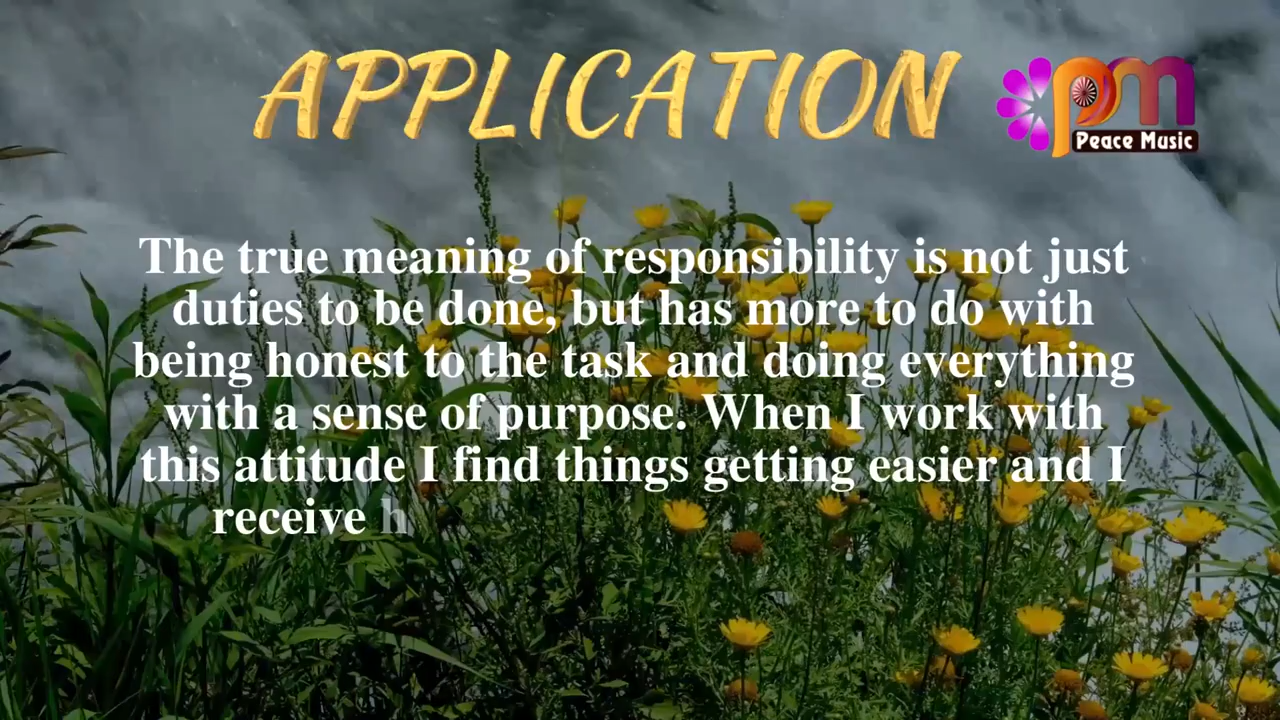 APPLICATION
pm
Peace Music
The true meaning of responsibility is not just
duties to be done, but has more to do with
being honest to the task and doing everything
with a sense of purpose. When I work with
this attitude I find things getting easier and I
receive h